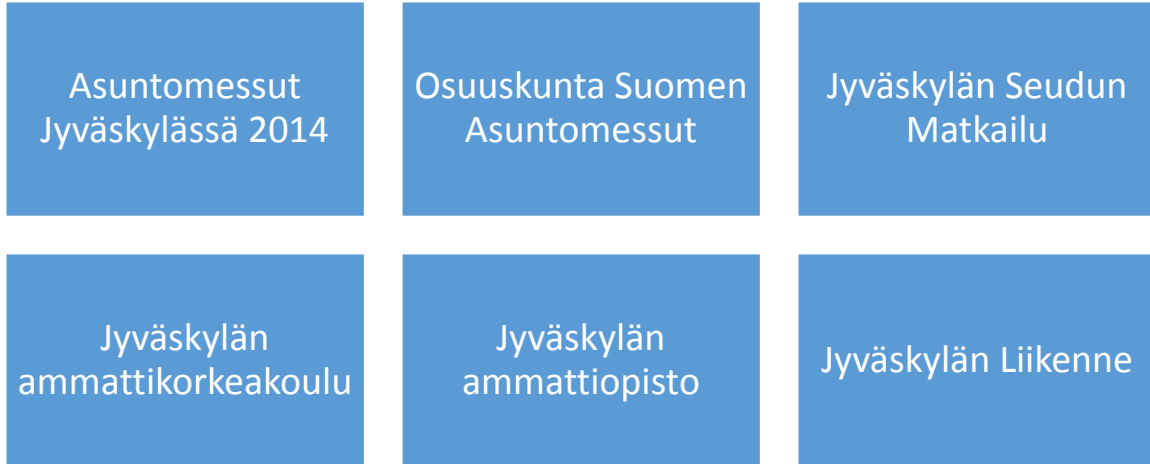 Asuntomessut
Jyväskylässä 2014
Osuuskunta Suomen
Asuntomessut
Jyväskylän Seudun
Matkailu
Jyväskylän
ammattikorkeakoulu
Jyväskylän
ammattiopisto
Jyväskylän Liikenne